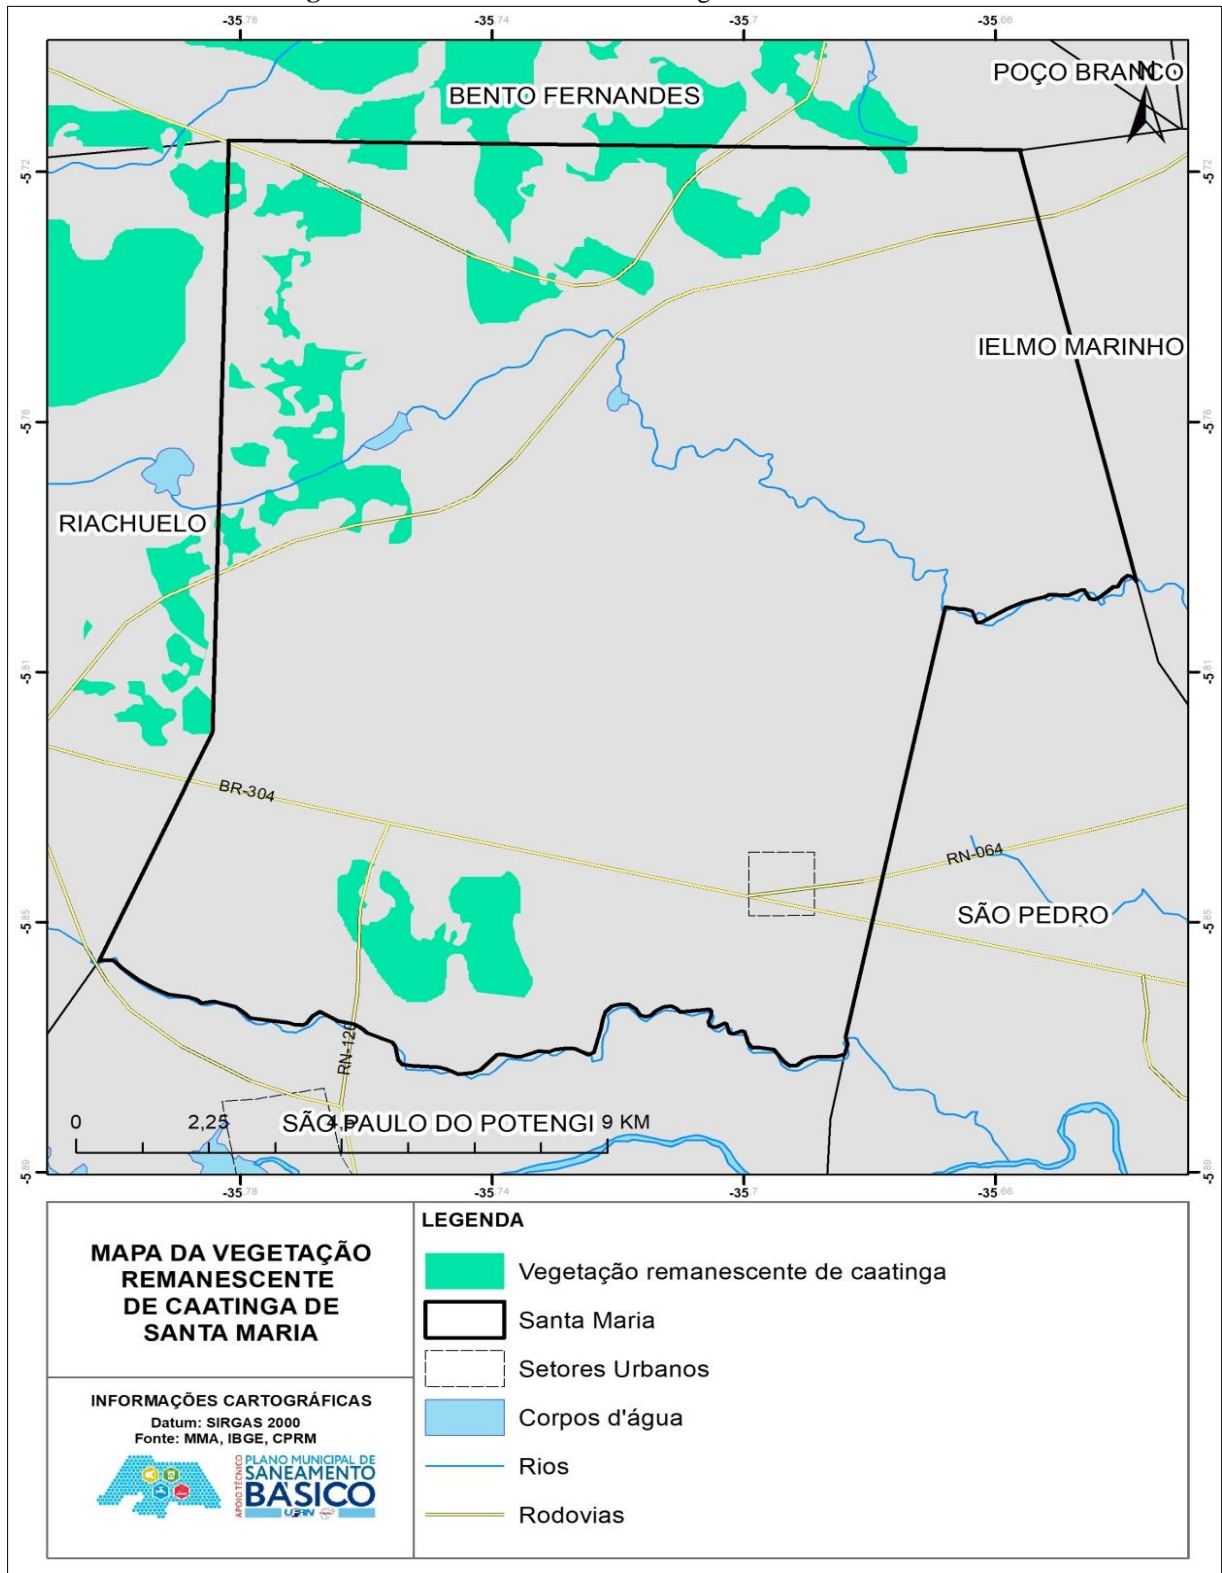 -35.78 -35.74 -35.7 -35.66
POÇO BRANCO
N
BENTO FERNANDES
-5.72 -5.72
IELMO MARINHO
-5.76 -5.76
RIACHUELO
-5.81 -5.81
BR-304
RN-064
SÃO PEDRO
-5.85 -5.85
RN-120
SÃO PAULO DO POTENGI
0 2,25 4,5 9 KM
-5.89 -5.89
-35.78 -35.74 -35.7 -35.66
MAPA DA VEGETAÇÃO
REMANESCENTE
DE CAATINGA DE
SANTA MARIA
INFORMAÇÕES CARTOGRÁFICAS
Datum: SIRGAS 2000
Fonte: MMA, IBGE, CPRM
APOIO TÉCNICO
PLANO MUNICIPAL DE
SANEAMENTO
BÁSICO
UFRN
LEGENDA
Vegetação remanescente de caatinga
Santa Maria
Setores Urbanos
Corpos d'água
Rios
Rodovias